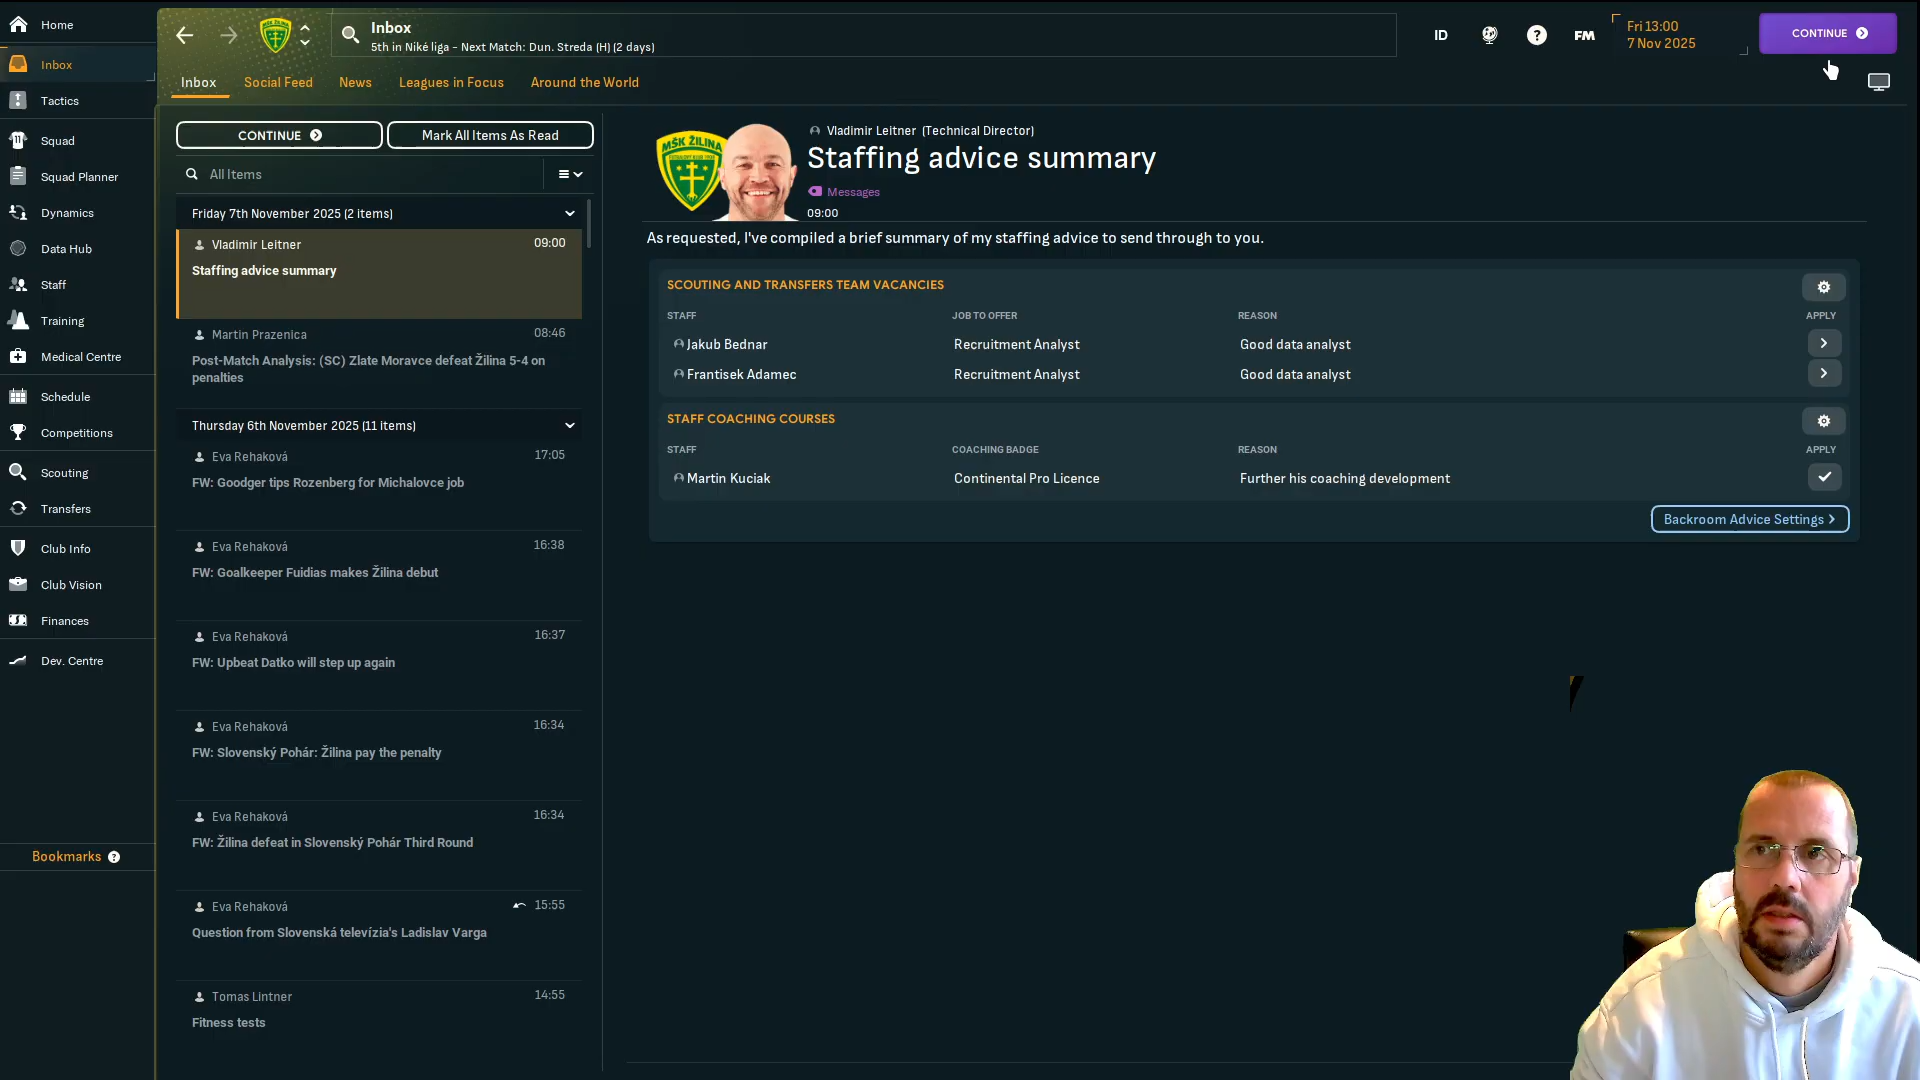 Home
Inbox
Tactics
Squad
Squad Planner
Dynamics
Data Hub
Staff
Training
Medical Centre
Schedule
Competitions
Scouting
Transfers
Club Info
Club Vision
Finances
Dev. Centre
Bookmarks ?
MŠK ŽILINA
Inbox
5th in Niké liga - Next Match: Dun. Streda (H) (2 days)
ID
?
FM
Fri 13:00
7 Nov 2025
CONTINUE
Inbox
Social Feed
News
Leagues in Focus
Around the World
CONTINUE
Mark All Items As Read
All Items
Friday 7th November 2025 (2 items)
Vladimir Leitner 09:00
Staffing advice summary
Martin Prazenica 08:46
Post-Match Analysis: (SC) Zlate Moravce defeat Žilina 5-4 on
penalties
Thursday 6th November 2025 (11 items)
Eva Rehaková 17:05
FW: Goodger tips Rozenberg for Michalovce job
Eva Rehaková 16:38
FW: Goalkeeper Fuidias makes Žilina debut
Eva Rehaková 16:37
FW: Upbeat Datko will step up again
Eva Rehaková 16:34
FW: Slovenský Pohár: Žilina pay the penalty
Eva Rehaková 16:34
FW: Žilina defeat in Slovenský Pohár Third Round
Eva Rehaková 15:55
Question from Slovenská televízia's Ladislav Varga
Tomas Lintner 14:55
Fitness tests
MŠK ŽILINA
Vladimir Leitner (Technical Director)
Staffing advice summary
Messages
09:00
As requested, I've compiled a brief summary of my staffing advice to send through to you.
SCOUTING AND TRANSFERS TEAM VACANCIES
STAFF JOB TO OFFER REASON APPLY
Jakub Bednar Recruitment Analyst Good data analyst
Frantisek Adamec Recruitment Analyst Good data analyst
STAFF COACHING COURSES
STAFF COACHING BADGE REASON APPLY
Martin Kuciak Continental Pro Licence Further his coaching development
Backroom Advice Settings